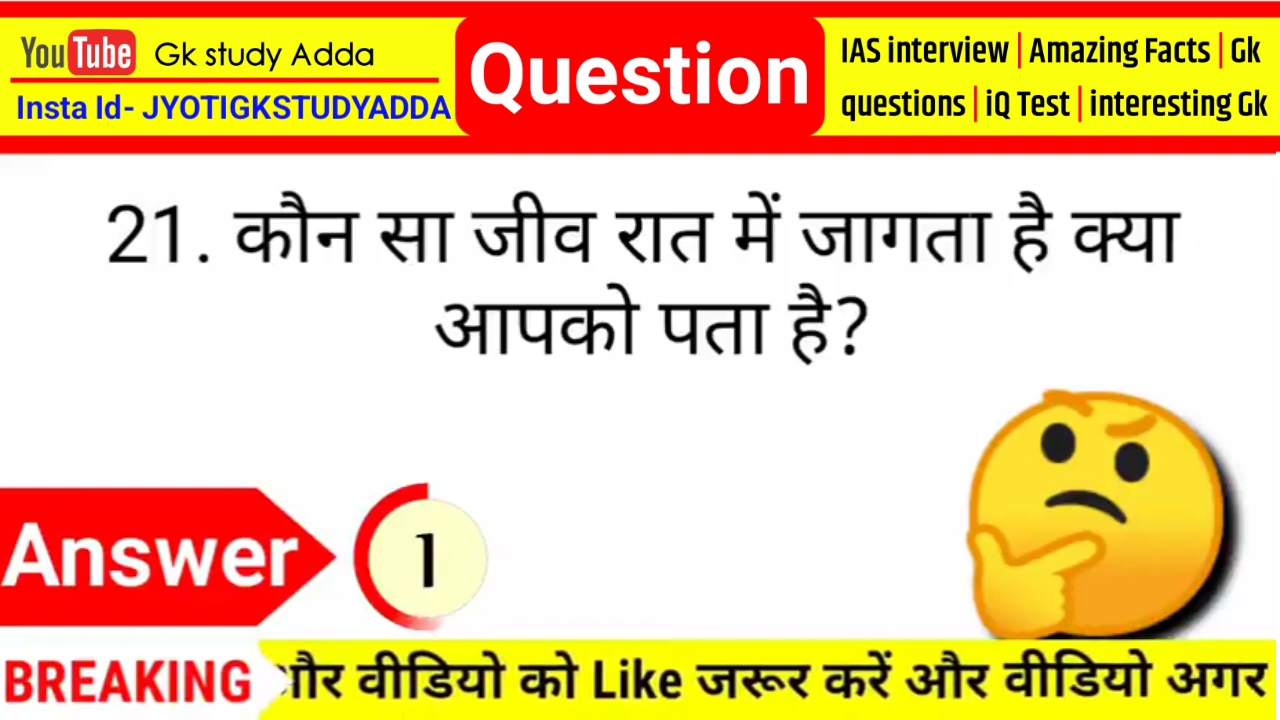 YouTube Gk study Adda
Insta Id- JYOTIGKSTUDYADDA
Question
IAS interview | Amazing Facts | Gk
questions | iQ Test | interesting Gk
21. कौन सा जीव रात में जागता है क्या
आपको पता है?
Answer
1
BREAKING और वीडियो को Like जरूर करें और वीडियो अगर